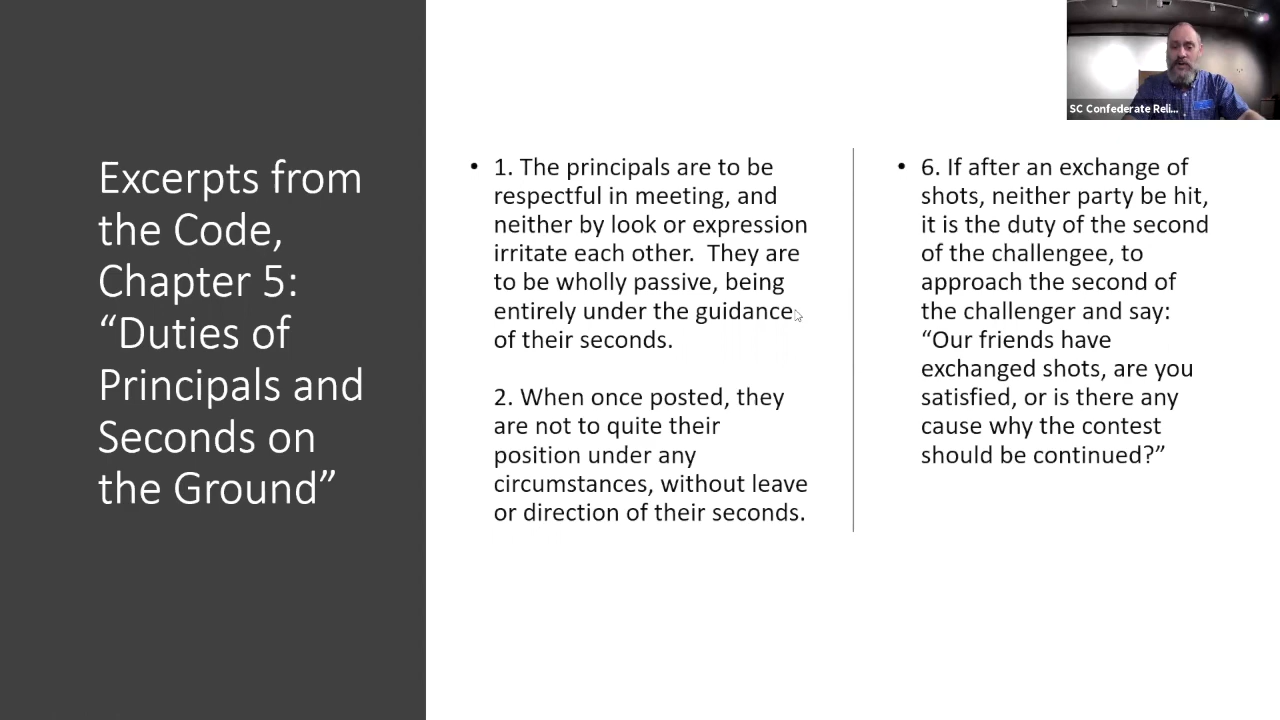 Excerpts from
the Code,
Chapter 5:
“Duties of
Principals and
Seconds on
the Ground”
• 1. The principals are to be
respectful in meeting, and
neither by look or expression
irritate each other.  They are
to be wholly passive, being
entirely under the guidance
of their seconds.
2. When once posted, they
are not to quite their
position under any
circumstances, without leave
or direction of their seconds.
• 6. If after an exchange of
shots, neither party be hit,
it is the duty of the second
of the challengee, to
approach the second of
the challenger and say:
“Our friends have
exchanged shots, are you
satisfied, or is there any
cause why the contest
should be continued?”
SC Confederate Reli...